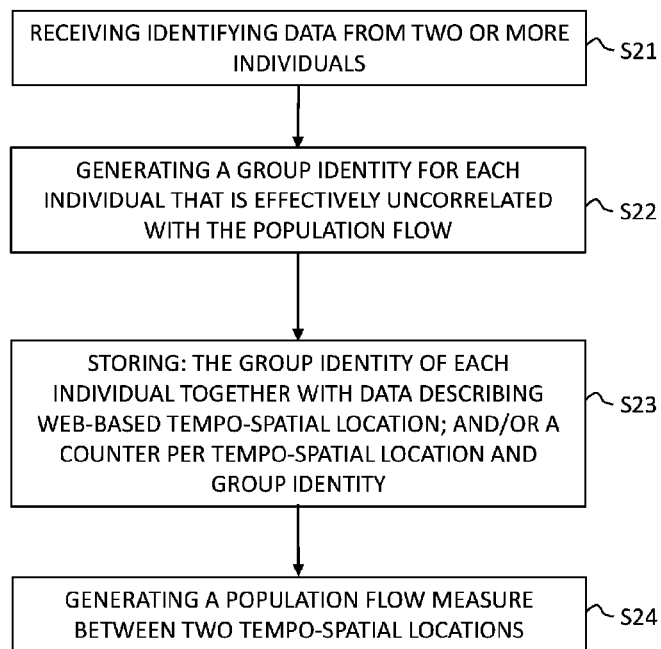 RECEIVING IDENTIFYING DATA FROM TWO OR MORE
INDIVIDUALS
S21
GENERATING A GROUP IDENTITY FOR EACH
INDIVIDUAL THAT IS EFFECTIVELY UNCORRELATED
WITH THE POPULATION FLOW
S22
STORING: THE GROUP IDENTITY OF EACH
INDIVIDUAL TOGETHER WITH DATA DESCRIBING
WEB-BASED TEMPO-SPATIAL LOCATION; AND/OR A
COUNTER PER TEMPO-SPATIAL LOCATION AND
GROUP IDENTITY
S23
GENERATING A POPULATION FLOW MEASURE
BETWEEN TWO TEMPO-SPATIAL LOCATIONS
S24